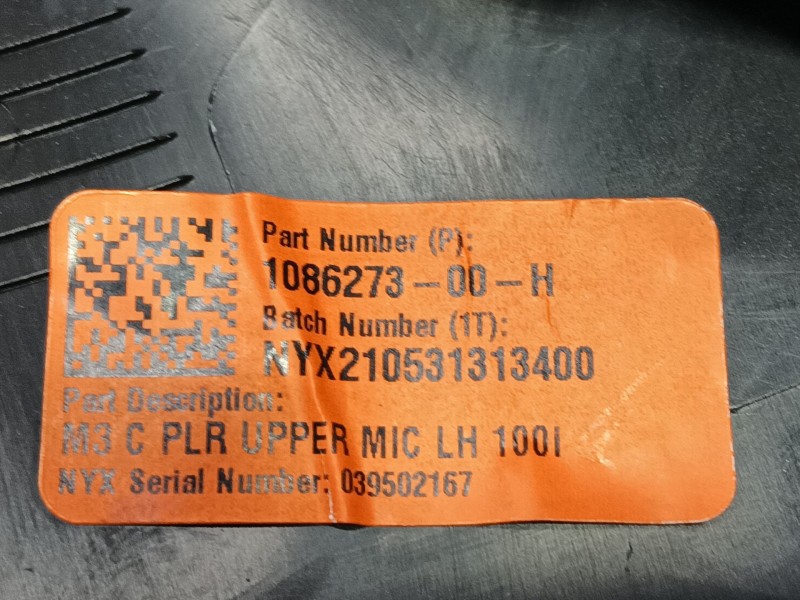 Part Number (P):
1086273-00-H
Batch Number (1T):
NYX210531313400
Part Description:
M3 C PLR UPPER MIC LH 100I
NYX Serial Number: 039502167